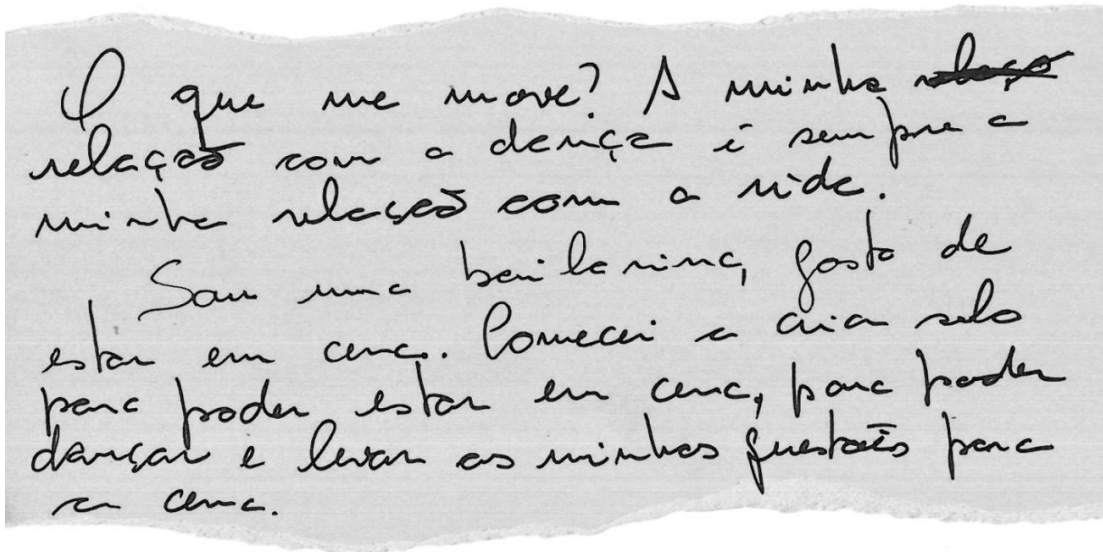 O que me move? A minha
relação com a dança é sempre a
minha relação com a vida.
Sou uma bailarina, gosto de
estar em cena. Comecei a criar solo
para poder estar em cena, para poder
dançar e levar as minhas questões para
a cena.